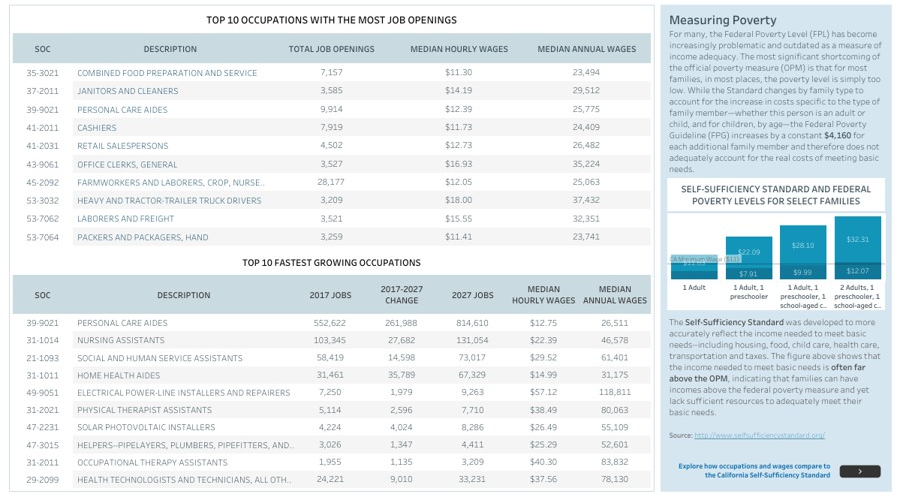 TOP 10 OCCUPATIONS WITH THE MOST JOB OPENINGS
SOC DESCRIPTION TOTAL JOB OPENINGS MEDIAN HOURLY WAGES MEDIAN ANNUAL WAGES
35-3021 COMBINED FOOD PREPARATION AND SERVICE 7,157 $11.30 23,494
37-2011 JANITORS AND CLEANERS 3,585 $14.19 29,512
39-9021 PERSONAL CARE AIDES 9,914 $12.39 25,775
41-2011 CASHIERS 7,919 $11.73 24,409
41-2031 RETAIL SALESPERSONS 4,502 $12.73 26,482
43-9061 OFFICE CLERKS, GENERAL 3,527 $16.93 35,224
45-2092 FARMWORKERS AND LABORERS, CROP, NURSE.. 28,177 $12.05 25,063
53-3032 HEAVY AND TRACTOR-TRAILER TRUCK DRIVERS 3,209 $18.00 37,432
53-7062 LABORERS AND FREIGHT 3,521 $15.55 32,351
53-7064 PACKERS AND PACKAGERS, HAND 3,259 $11.41 23,741
TOP 10 FASTEST GROWING OCCUPATIONS
SOC DESCRIPTION 2017 JOBS 2017-2027 CHANGE 2027 JOBS MEDIAN HOURLY WAGES MEDIAN ANNUAL WAGES
39-9021 PERSONAL CARE AIDES 552,622 261,988 814,610 $12.75 26,511
31-1014 NURSING ASSISTANTS 103,345 27,682 131,054 $22.39 46,578
21-1093 SOCIAL AND HUMAN SERVICE ASSISTANTS 58,419 14,598 73,017 $29.52 61,401
31-1011 HOME HEALTH AIDES 31,461 35,789 67,329 $14.99 31,175
49-9051 ELECTRICAL POWER-LINE INSTALLERS AND REPAIRERS 7,250 1,979 9,263 $57.12 118,811
31-2021 PHYSICAL THERAPIST ASSISTANTS 5,114 2,596 7,710 $38.49 80,063
47-2231 SOLAR PHOTOVOLTAIC INSTALLERS 4,224 4,024 8,286 $26.49 55,109
47-3015 HELPERS--PIPELAYERS, PLUMBERS, PIPEFITTERS, AND.. 3,026 1,347 4,411 $25.29 52,601
31-2011 OCCUPATIONAL THERAPY ASSISTANTS 1,955 1,135 3,209 $40.30 83,832
29-2099 HEALTH TECHNOLOGISTS AND TECHNICIANS, ALL OTH.. 24,221 9,010 33,231 $37.56 78,130
Measuring Poverty
For many, the Federal Poverty Level (FPL) has become
increasingly problematic and outdated as a measure of
income adequacy. The most significant shortcoming of
the official poverty measure (OPM) is that for most
families, in most places, the poverty level is simply too
low. While the Standard changes by family type to
account for the increase in costs specific to the type of
family member—whether this person is an adult or
child, and for children, by age—the Federal Poverty
Guideline (FPG) increases by a constant $4,160 for
each additional family member and therefore does not
adequately account for the real costs of meeting basic
needs.
SELF-SUFFICIENCY STANDARD AND FEDERAL
POVERTY LEVELS FOR SELECT FAMILIES
$32.31
$28.10
$22.09
CA Minimum Wage ($11)
$7.91 $9.99 $12.07
1 Adult 1 Adult, 1 preschooler 1 Adult, 1 preschooler, 1 school-aged c.. 2 Adults, 1 preschooler, 1 school-aged c..
The Self-Sufficiency Standard was developed to more
accurately reflect the income needed to meet basic
needs--including housing, food, child care, health care,
transportation and taxes. The figure above shows that
the income needed to meet basic needs is often far
above the OPM, indicating that families can have
incomes above the federal poverty measure and yet
lack sufficient resources to adequately meet their
basic needs.
Source: http://www.selfsufficiencystandard.org/
Explore how occupations and wages compare to
the California Self-Sufficiency Standard
>